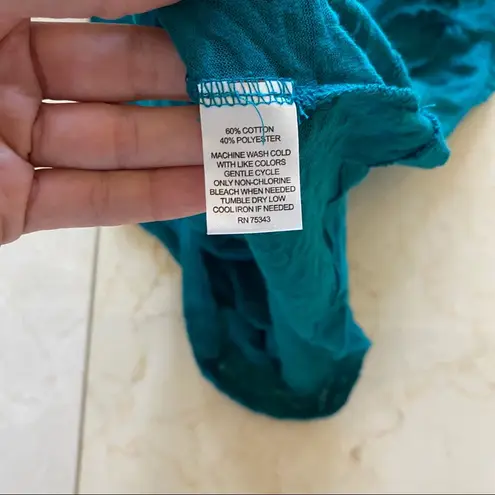 60% COTTON
40% POLYESTER
MACHINE WASH COLD
WITH LIKE COLORS
GENTLE CYCLE
ONLY NON-CHLORINE
BLEACH WHEN NEEDED
TUMBLE DRY LOW
COOL IRON IF NEEDED
RN 75343